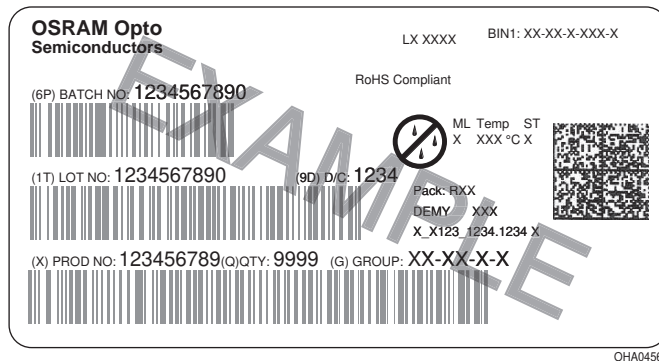 OSRAM Opto
Semiconductors
LX XXXX
BIN1: XX-XX-X-XXX-X
RoHS Compliant
(6P) BATCH NO: 1234567890
ML Temp ST
X XXX °C X
(1T) LOT NO: 1234567890 (9D) D/C: 1234
Pack: RXX
DEMY XXX
X_X123_1234.1234 X
(X) PROD NO: 123456789(Q)QTY: 9999 (G) GROUP: XX-XX-X-X
EXAMPLE